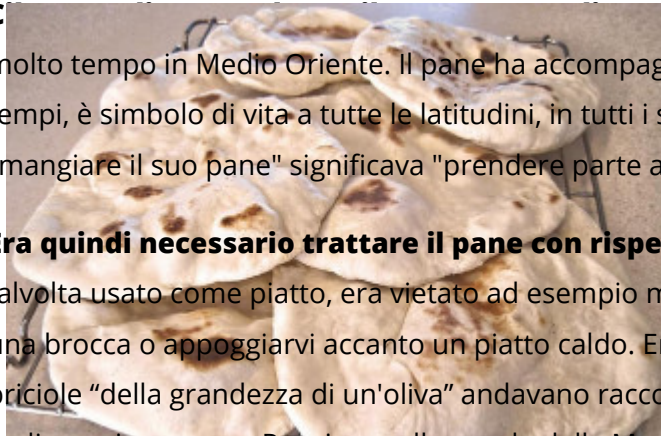 molto tempo in Medio Oriente. Il pane ha accompag
empi, è simbolo di vita a tutte le latitudini, in tutti i s
mangiare il suo pane" significava "prendere parte a
Era quindi necessario trattare il pane con rispe
alvolta usato come piatto, era vietato ad esempio m
una brocca o appoggiarvi accanto un piatto caldo. E
briciole “della grandezza di un'oliva” andavano racco